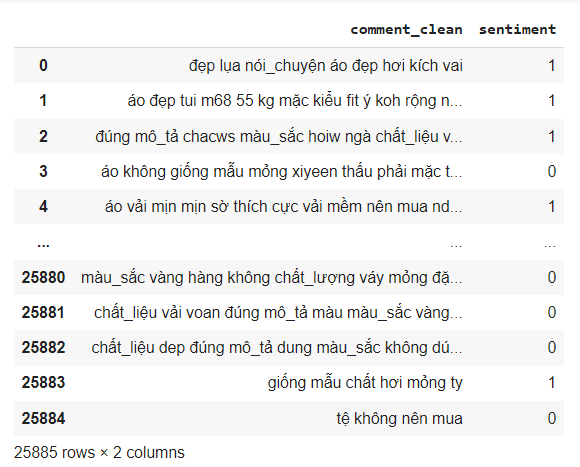 comment_clean sentiment
0 đẹp lụa nói_chuyện áo đẹp hơi kích vai 1
1 áo đẹp tui m68 55 kg mặc kiểu fit ý koh rộng n... 1
2 đúng mô_tả chacws màu_sắc hoiw ngà chất_liệu v... 1
3 áo không giống mẫu mỏng xiyeen thấu phải mặc t... 0
4 áo vải mịn mịn sờ thích cực vải mềm nên mua nd... 1
... ... ...
25880 màu_sắc vàng hàng không chất_lượng váy mỏng đặ... 0
25881 chất_liệu vải voan đúng mô_tả màu màu_sắc vàng... 0
25882 chất_liệu dep đúng mô_tả dung màu_sắc không dú... 0
25883 giống mẫu chất hơi mỏng ty 1
25884 tệ không nên mua 0
25885 rows × 2 columns